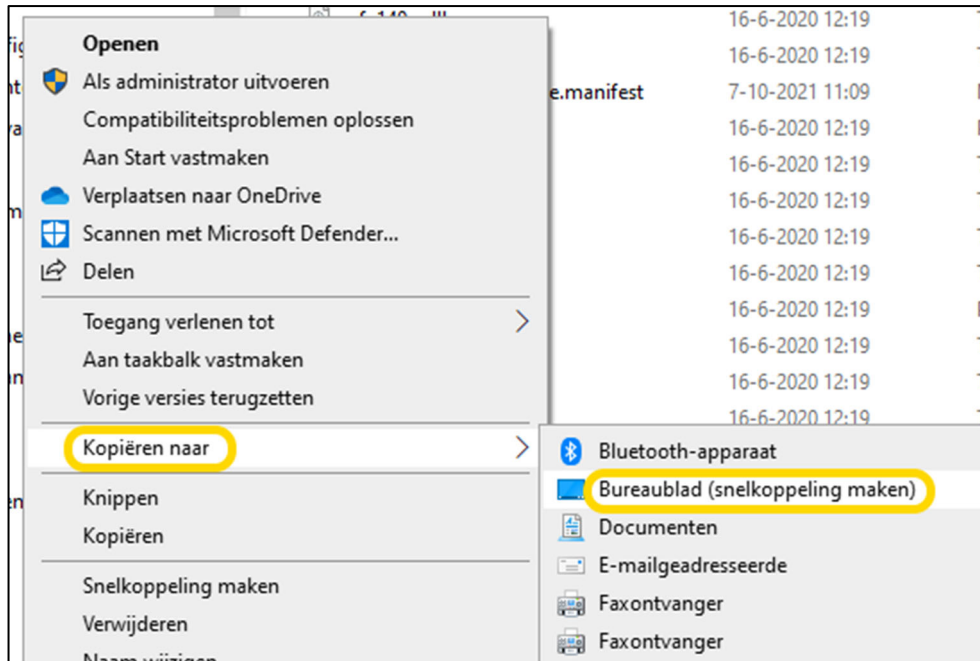 16-6-2020 12:19
Openen
16-6-2020 12:19
Als administrator uitvoeren
e.manifest 7-10-2021 11:09
Compatibiliteitsproblemen oplossen
16-6-2020 12:19
Aan Start vastmaken
16-6-2020 12:19
Verplaatsen naar OneDrive
16-6-2020 12:19
Scannen met Microsoft Defender...
16-6-2020 12:19
Delen
16-6-2020 12:19
Toegang verlenen tot
16-6-2020 12:19
Aan taakbalk vastmaken
16-6-2020 12:19
Vorige versies terugzetten
16-6-2020 12:19
16-6-2020 12:19
Kopiëren naar
Bluetooth-apparaat
Bureaublad (snelkoppeling maken)
Knippen
Documenten
Kopiëren
E-mailgeadresseerde
Snelkoppeling maken
Faxontvanger
Verwijderen
Faxontvanger
Naam wijzigen